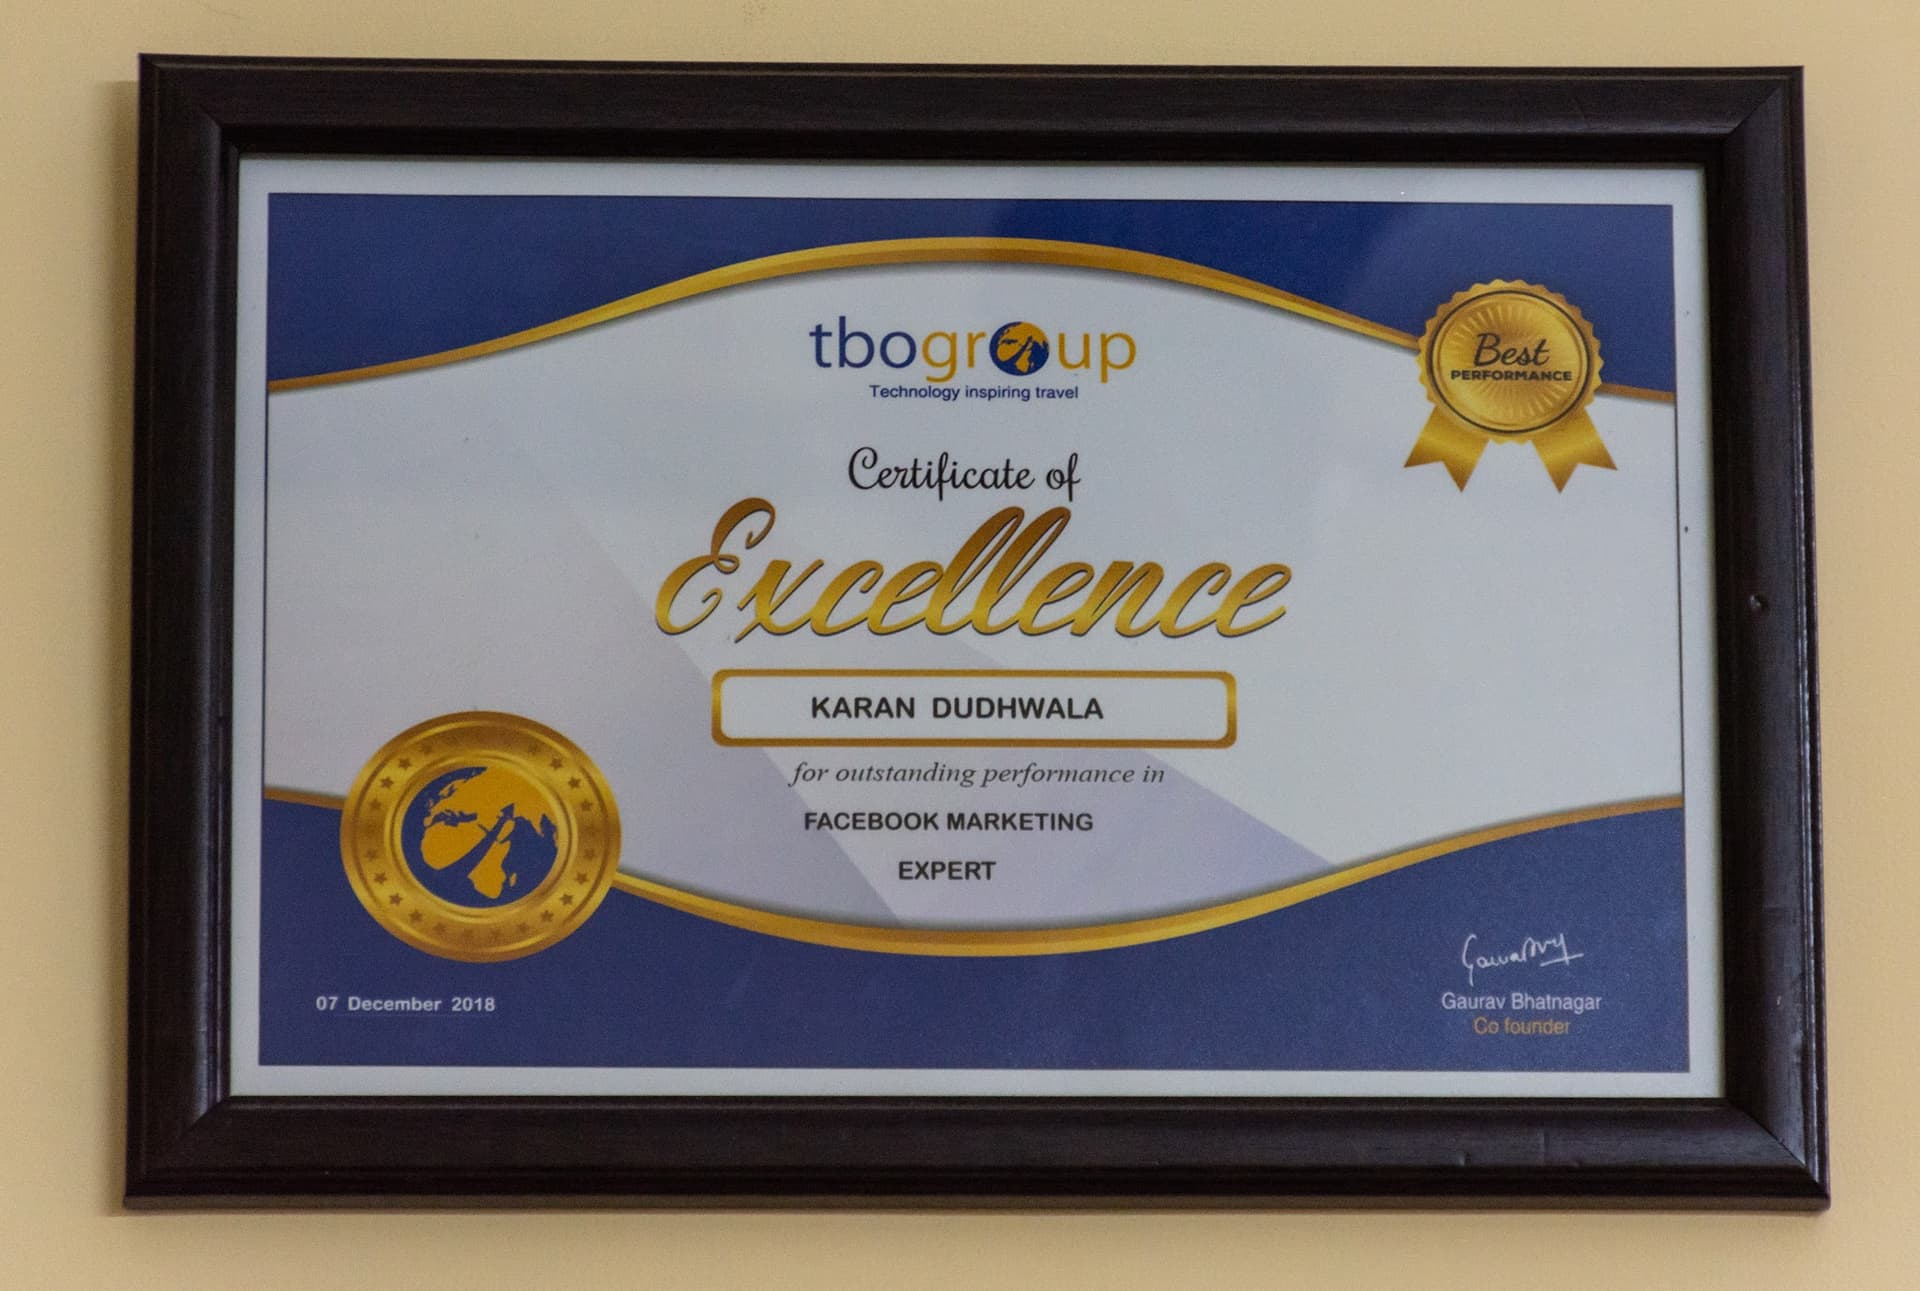 tbogroup
Technology inspiring travel
Best
PERFORMANCE
Certificate of
Excellence
KARAN DUDHWALA
for outstanding performance in
FACEBOOK MARKETING
EXPERT
07 December 2018
Gaurav Bhatnagar
Co founder